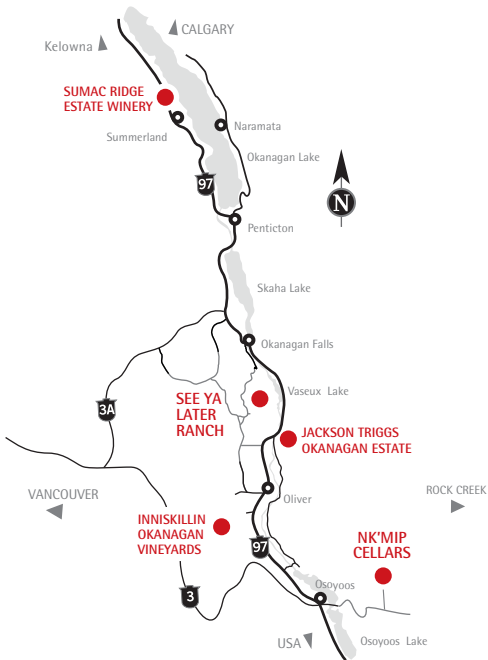 CALGARY
Kelowna
SUMAC RIDGE
ESTATE WINERY
Summerland
Naramata
Okanagan Lake
97
N
Penticton
Skaha Lake
Okanagan Falls
SEE YA
LATER
RANCH
Vaseux Lake
3A
JACKSON TRIGGS
OKANAGAN ESTATE
VANCOUVER
Oliver
ROCK CREEK
INNISKILLIN
OKANAGAN
VINEYARDS
97
NK'MIP
CELLARS
3
Osoyoos
USA
Osoyoos Lake